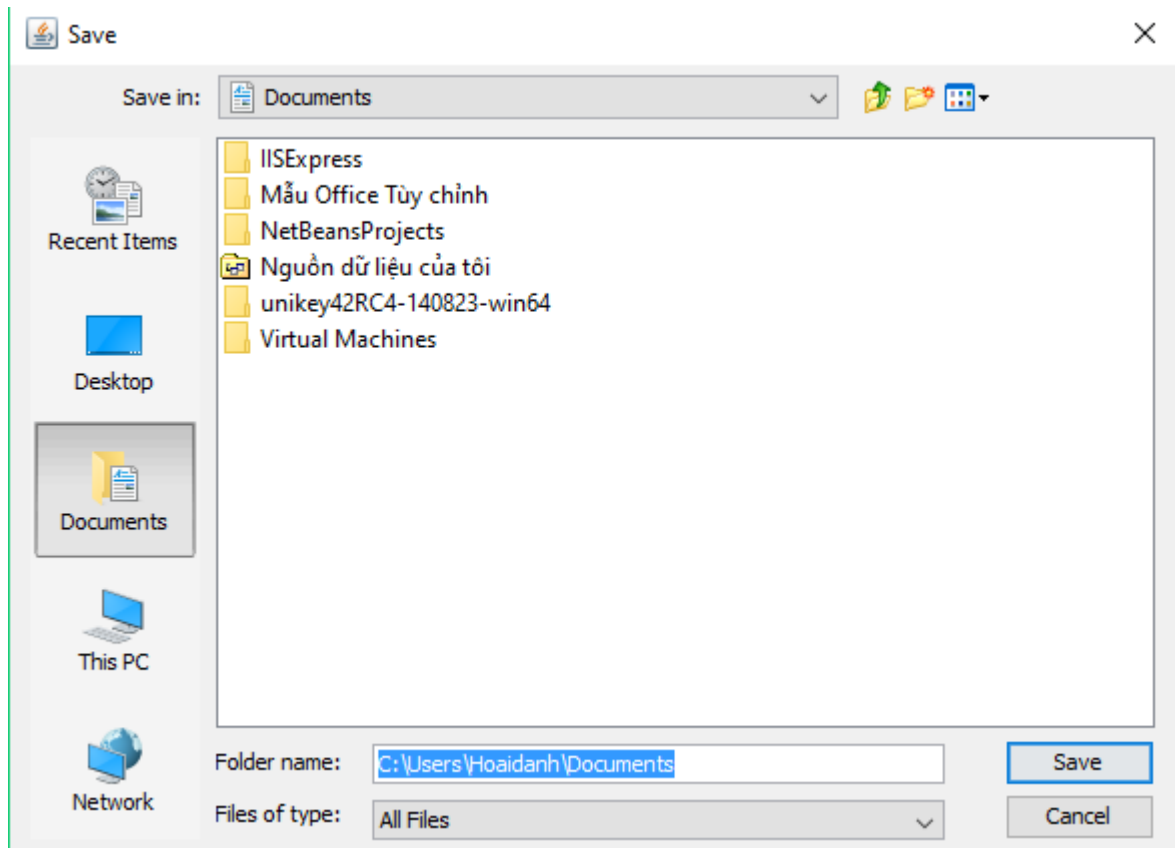 Save
Save in: Documents
Recent Items
Desktop
Documents
This PC
Network
IISExpress
Mẫu Office Tùy chỉnh
NetBeansProjects
Nguồn dữ liệu của tôi
unikey42RC4-140823-win64
Virtual Machines
Folder name: C:\Users\Hoaidanh\Documents
Save
Files of type: All Files
Cancel